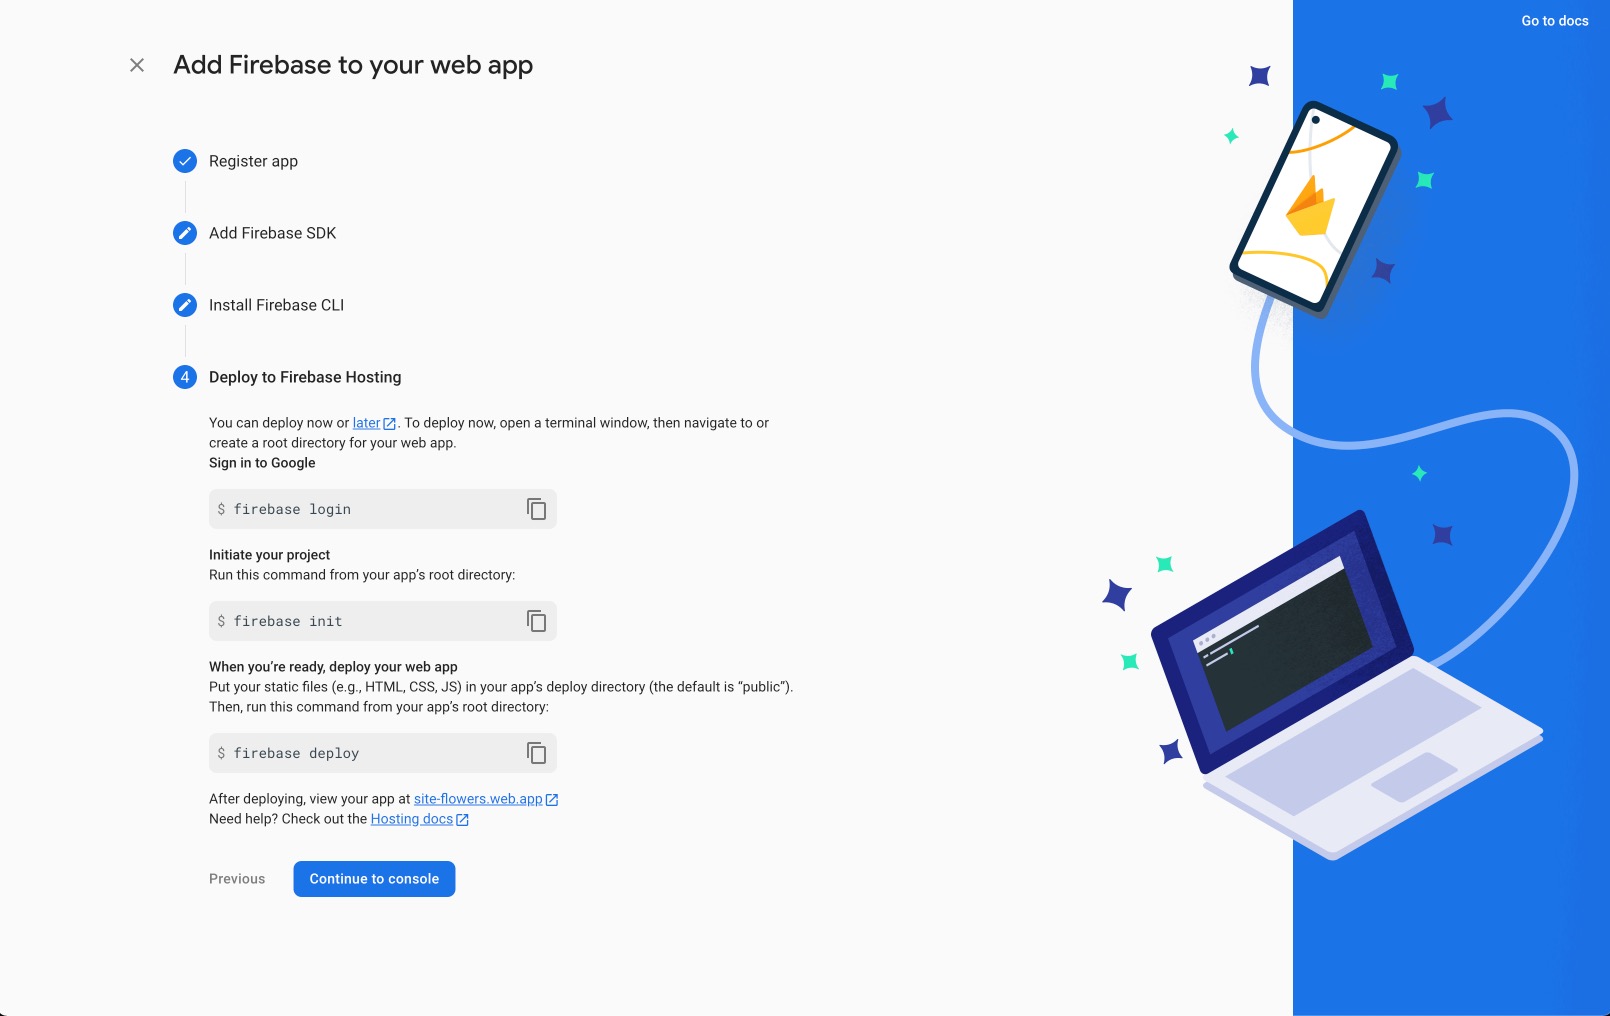 Go to docs
Add Firebase to your web app
Register app
Add Firebase SDK
Install Firebase CLI
4 Deploy to Firebase Hosting
You can deploy now or later. To deploy now, open a terminal window, then navigate to or
create a root directory for your web app.
Sign in to Google
$ firebase login
Initiate your project
Run this command from your app’s root directory:
$ firebase init
When you’re ready, deploy your web app
Put your static files (e.g., HTML, CSS, JS) in your app’s deploy directory (the default is “public”).
Then, run this command from your app’s root directory:
$ firebase deploy
After deploying, view your app at site-flowers.web.app
Need help? Check out the Hosting docs
Previous
Continue to console